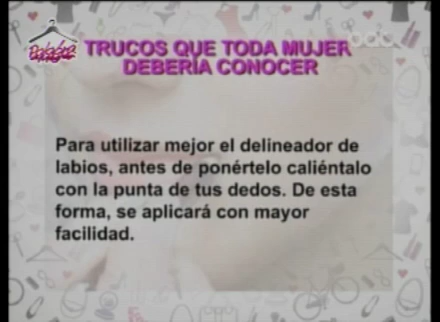 TRUCOS QUE TODA MUJER
DEBERÍA CONOCER
Para utilizar mejor el delineador de
labios, antes de ponértelo caliéntalo
con la punta de tus dedos. De esta
forma, se aplicará con mayor
facilidad.